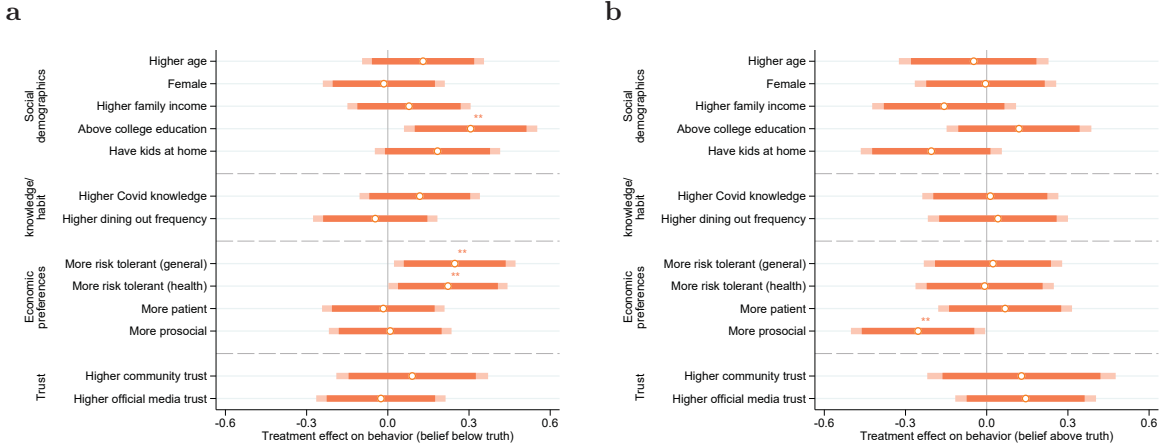 a
Social
demographics
Higher age
Female
Higher family income
Above college education
**
Have kids at home
knowledge/
habit
Higher Covid knowledge
Higher dining out frequency
Economic
preferences
More risk tolerant (general)
**
More risk tolerant (health)
**
More patient
More prosocial
Trust
Higher community trust
Higher official media trust
-0.6 -0.3 0.0 0.3 0.6
Treatment effect on behavior (belief below truth)
b
Social
demographics
Higher age
Female
Higher family income
Above college education
Have kids at home
knowledge/
habit
Higher Covid knowledge
Higher dining out frequency
Economic
preferences
More risk tolerant (general)
More risk tolerant (health)
More patient
More prosocial
**
Trust
Higher community trust
Higher official media trust
-0.6 -0.3 0.0 0.3 0.6
Treatment effect on behavior (belief above truth)